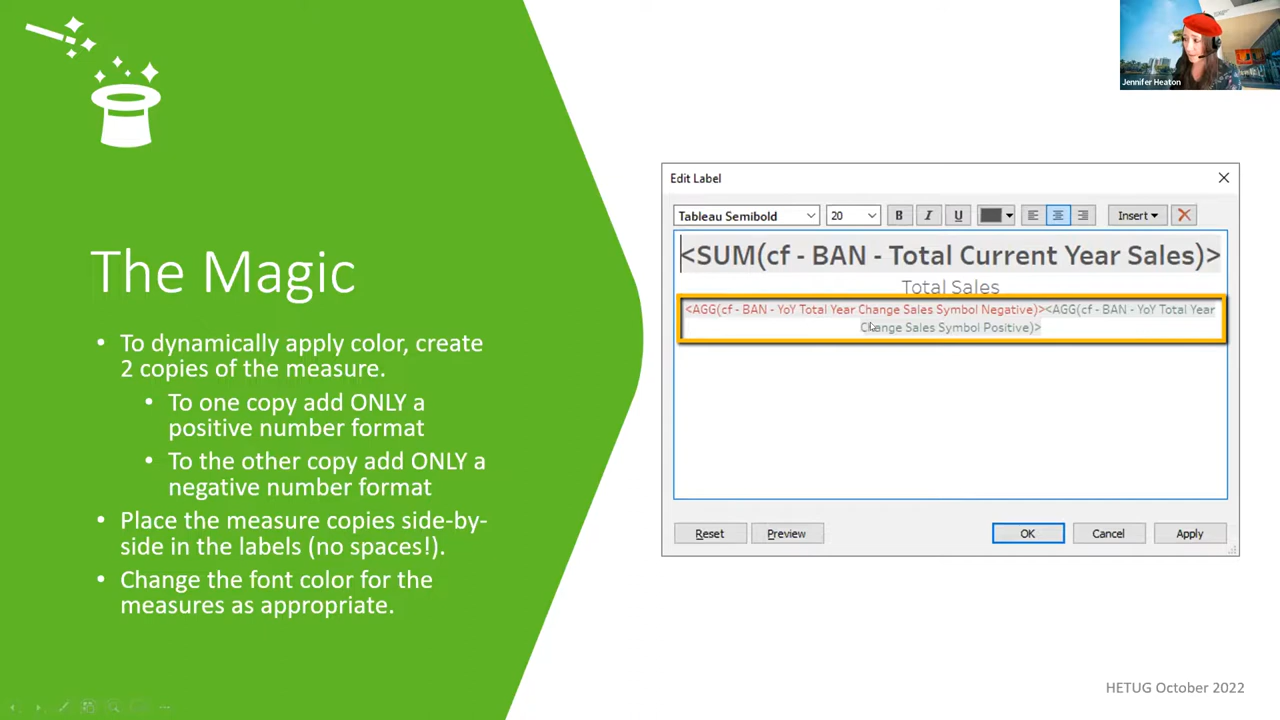 Jennifer Heaton
The Magic
• To dynamically apply color, create
2 copies of the measure.
• To one copy add ONLY a
positive number format
• To the other copy add ONLY a
negative number format
• Place the measure copies side-by-
side in the labels (no spaces!).
• Change the font color for the
measures as appropriate.
Edit Label
Tableau Semibold 20 B I U Insert
<SUM(cf - BAN - Total Current Year Sales)>
Total Sales
<AGG(cf - BAN - YoY Total Year Change Sales Symbol Negative)><AGG(cf - BAN - YoY Total Year
Change Sales Symbol Positive)>
Reset Preview OK Cancel Apply
HETUG October 2022